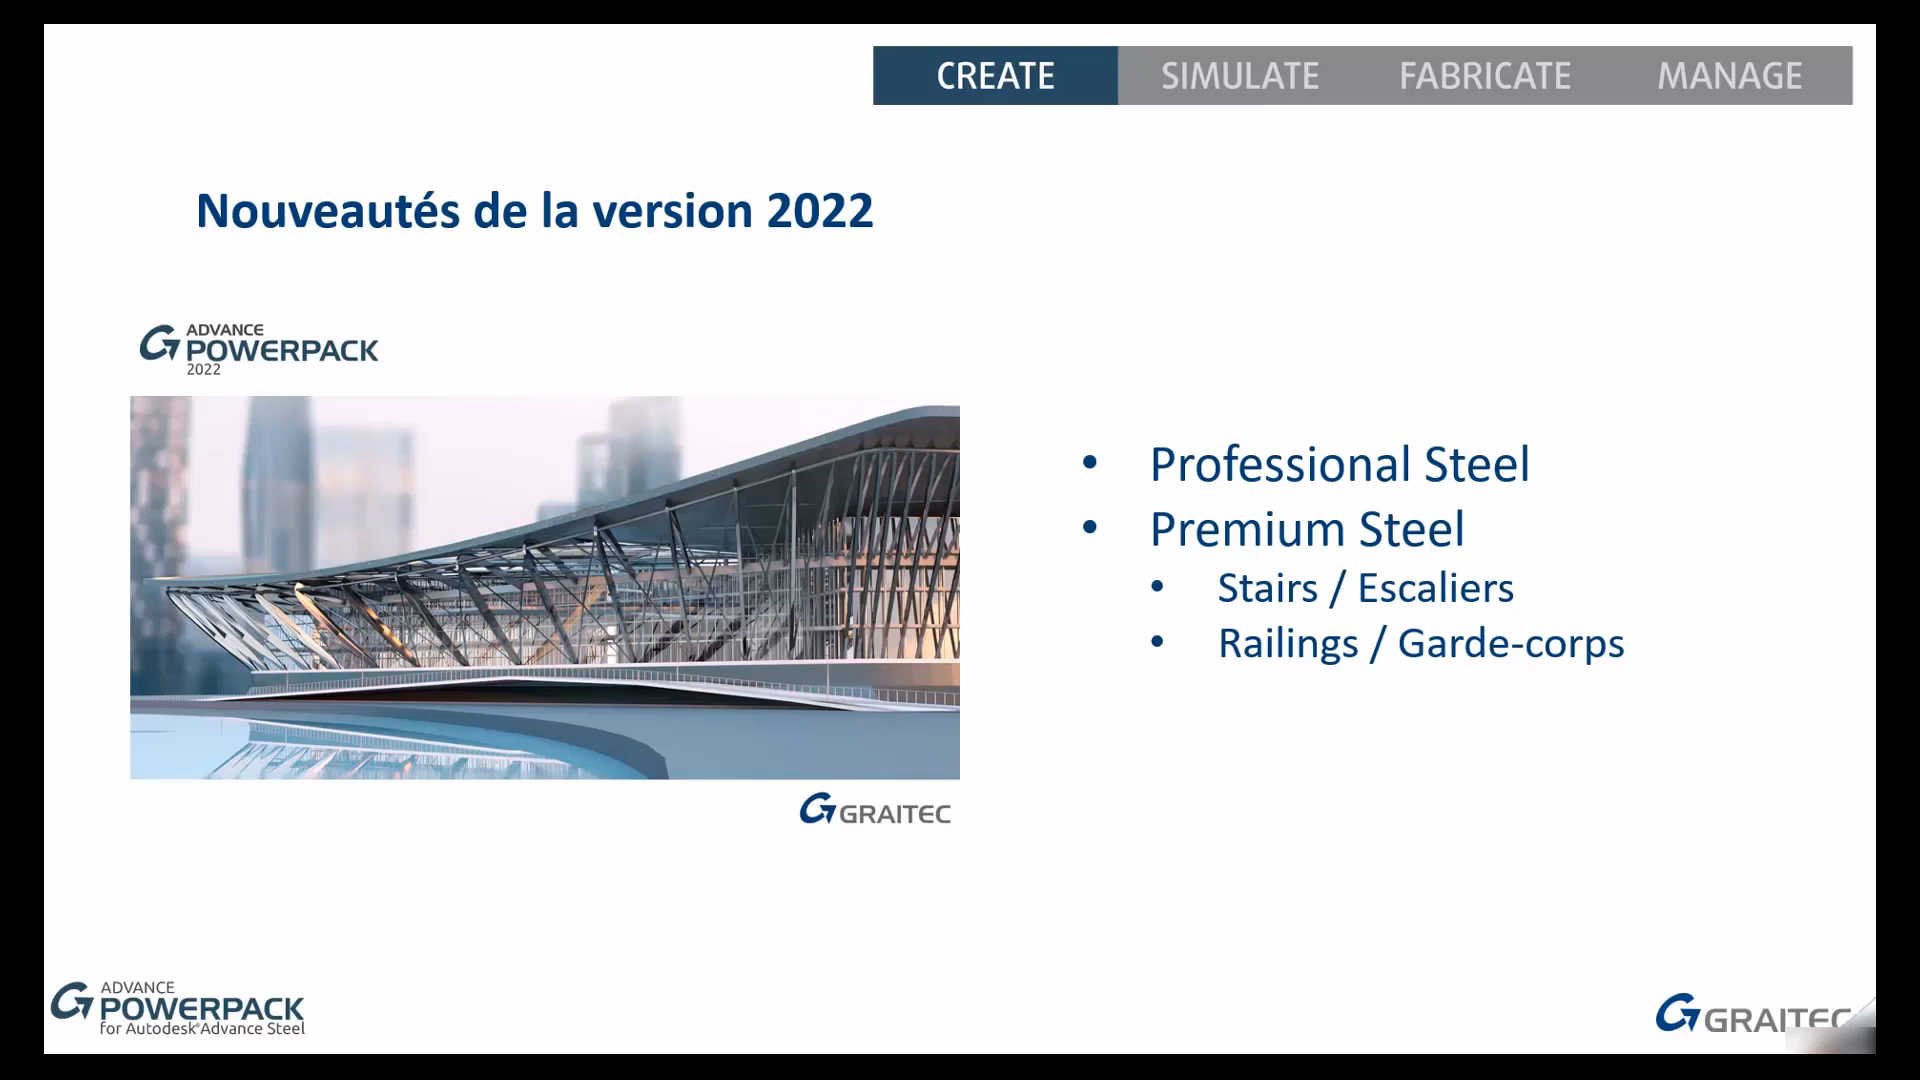 CREATE SIMULATE FABRICATE MANAGE
Nouveautés de la version 2022
ADVANCE
POWERPACK
2022
• Professional Steel
• Premium Steel
• Stairs / Escaliers
• Railings / Garde-corps
GRAITEC
ADVANCE
POWERPACK
for Autodesk® Advance Steel
GRAITEC